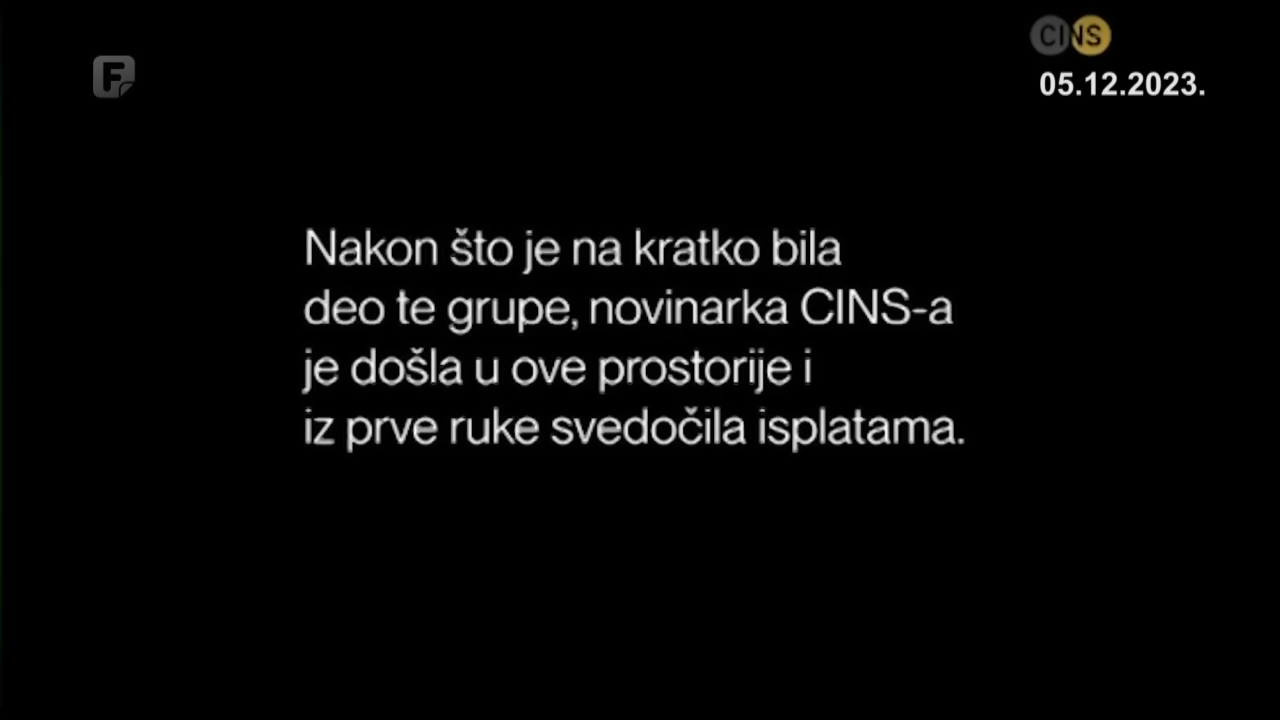 CINS
F
05.12.2023.
Nakon što je na kratko bila
deo te grupe, novinarka CINS-a
je došla u ove prostorije i
iz prve ruke svedočila isplatama.